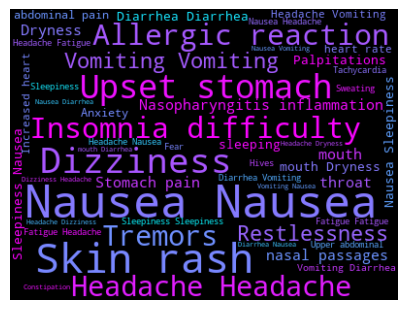 abdominal pain
Diarrhea Diarrhea
Headache Vomiting
Nausea Headache
Dryness
Allergic reaction
Headache Fatigue
Nausea Vomiting
heart rate
Vomiting Vomiting
Palpitations
Tachycardia
Increased heart
Sleepiness
Upset stomach
Sweating
Nausea Diarrhea
Anxiety
Nasopharyngitis inflammation
Nausea Sleepiness
Insomnia difficulty
Sleepiness Nausea
Headache Nausea
sleeping
Headache Dryness
mouth Diarrhea
Fear
mouth
Dizziness
Hives
mouth Dryness
Dizziness Headache
Stomach pain
Diarrhea Vomiting
throat
Vomiting Nausea
Nausea Nausea
Headache Dizziness
Sleepiness Sleepiness
Fatigue Fatigue
Fatigue Headache
Tremors
Restlessness
Skin rash
Diarrhea Nausea
Upper abdominal
nasal passages
Vomiting Diarrhea
Constipation
Headache Headache